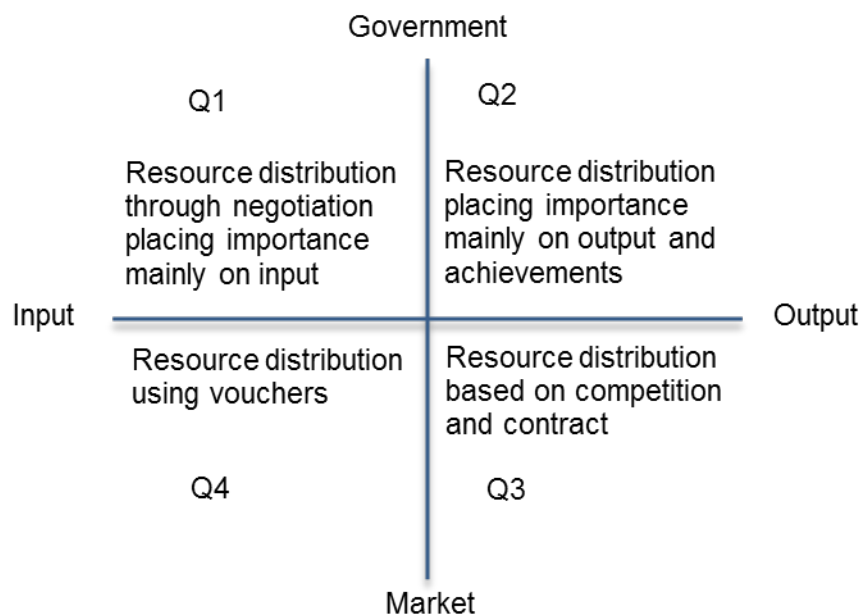 Government
Q1
Q2
Resource distribution
through negotiation
placing importance
mainly on input
Resource distribution
placing importance
mainly on output and
achievements
Input
Output
Resource distribution
using vouchers
Resource distribution
based on competition
and contract
Q4
Q3
Market